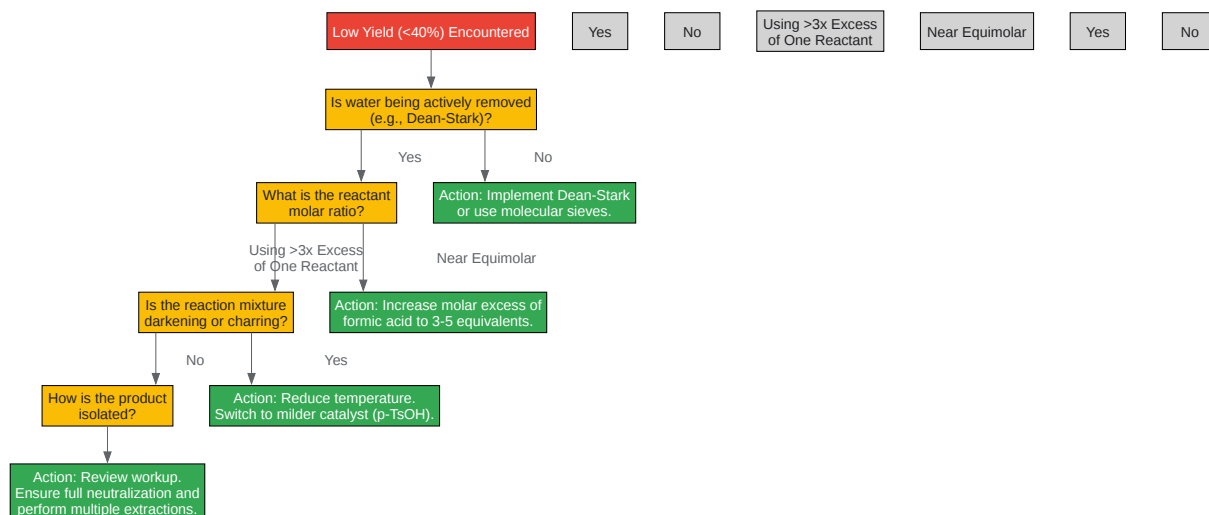 Low Yield (<40%) Encountered
Yes
No
Using >3x Excess
of One Reactant
Near Equimolar
Yes
No
Is water being actively removed
(e.g., Dean-Stark)?
Yes
No
What is the reactant
molar ratio?
Action: Implement Dean-Stark
or use molecular sieves.
Using >3x Excess
of One Reactant
Near Equimolar
Is the reaction mixture
darkening or charring?
Action: Increase molar excess of
formic acid to 3-5 equivalents.
No
Yes
How is the product
isolated?
Action: Reduce temperature.
Switch to milder catalyst (p-TsOH).
Action: Review workup.
Ensure full neutralization and
perform multiple extractions.